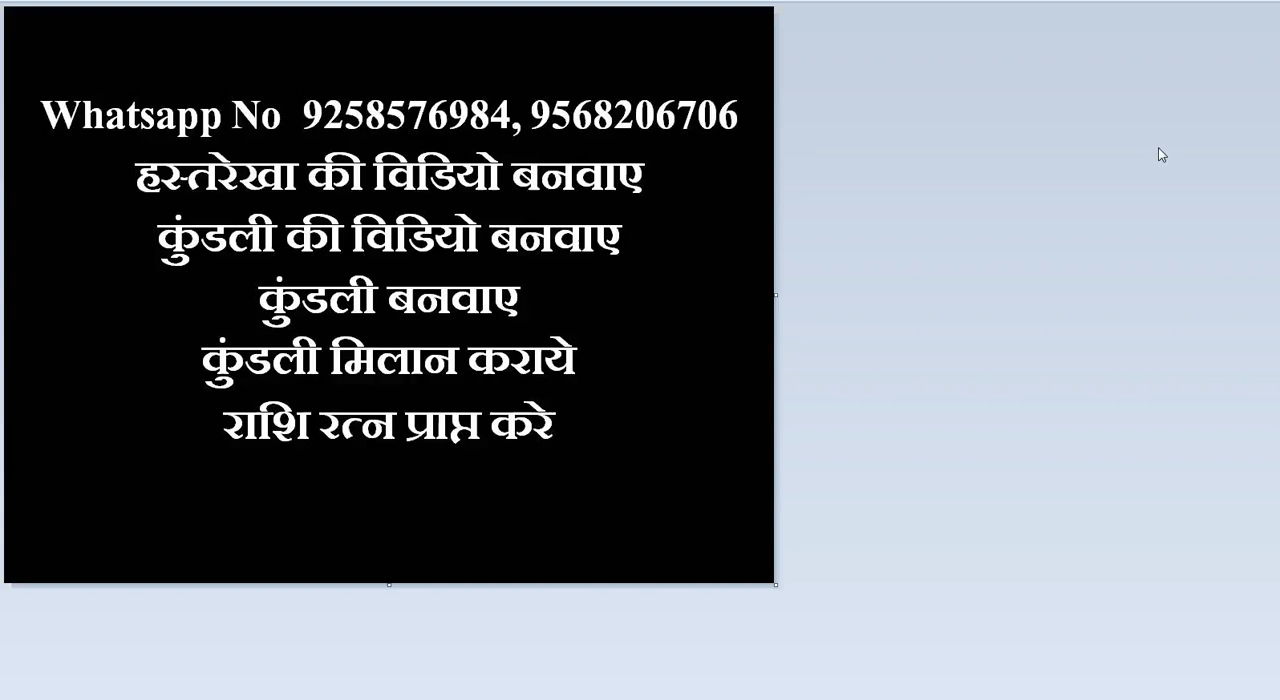 Whatsapp No 9258576984, 9568206706
हस्तरेखा की विडियो बनवाए
कुंडली की विडियो बनवाए
कुंडली बनवाए
कुंडली मिलान कराये
राशि रत्न प्राप्त करे